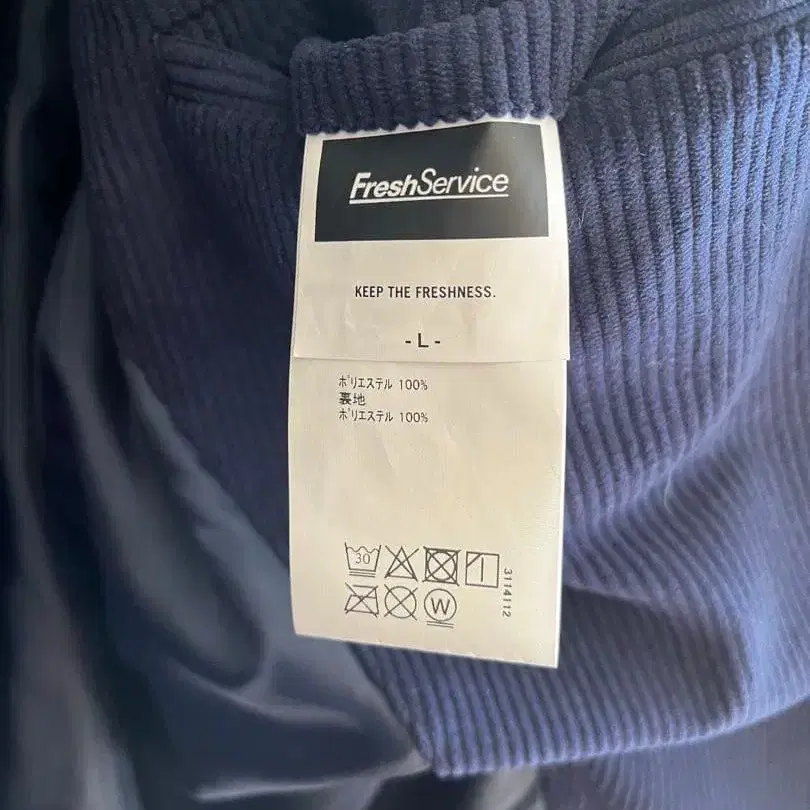 FreshService
KEEP THE FRESHNESS.
- L -
ポリエステル 100%
裏地
ポリエステル 100%
30
W
3114112